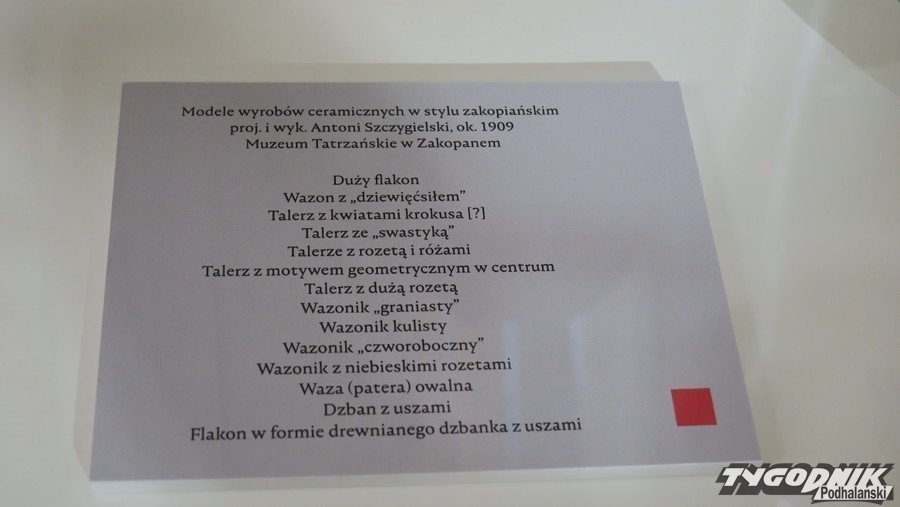 Modele wyrobów ceramicznych w stylu zakopiańskim
proj. i wyk. Antoni Szczygielski, ok. 1909
Muzeum Tatrzańskie w Zakopanem
Duży flakon
Wazon z „dziewięćsiłem”
Talerz z kwiatami krokusa [?]
Talerz ze „swastyką”
Talerze z rozetą i różami
Talerz z motywem geometrycznym w centrum
Talerz z dużą rozetą
Wazonik „graniasty”
Wazonik kulisty
Wazonik „czworoboczny”
Wazonik z niebieskimi rozetami
Waza (patera) owalna
Dzban z uszami
Flakon w formie drewnianego dzbanka z uszami
TYGODNIK
Podhalański